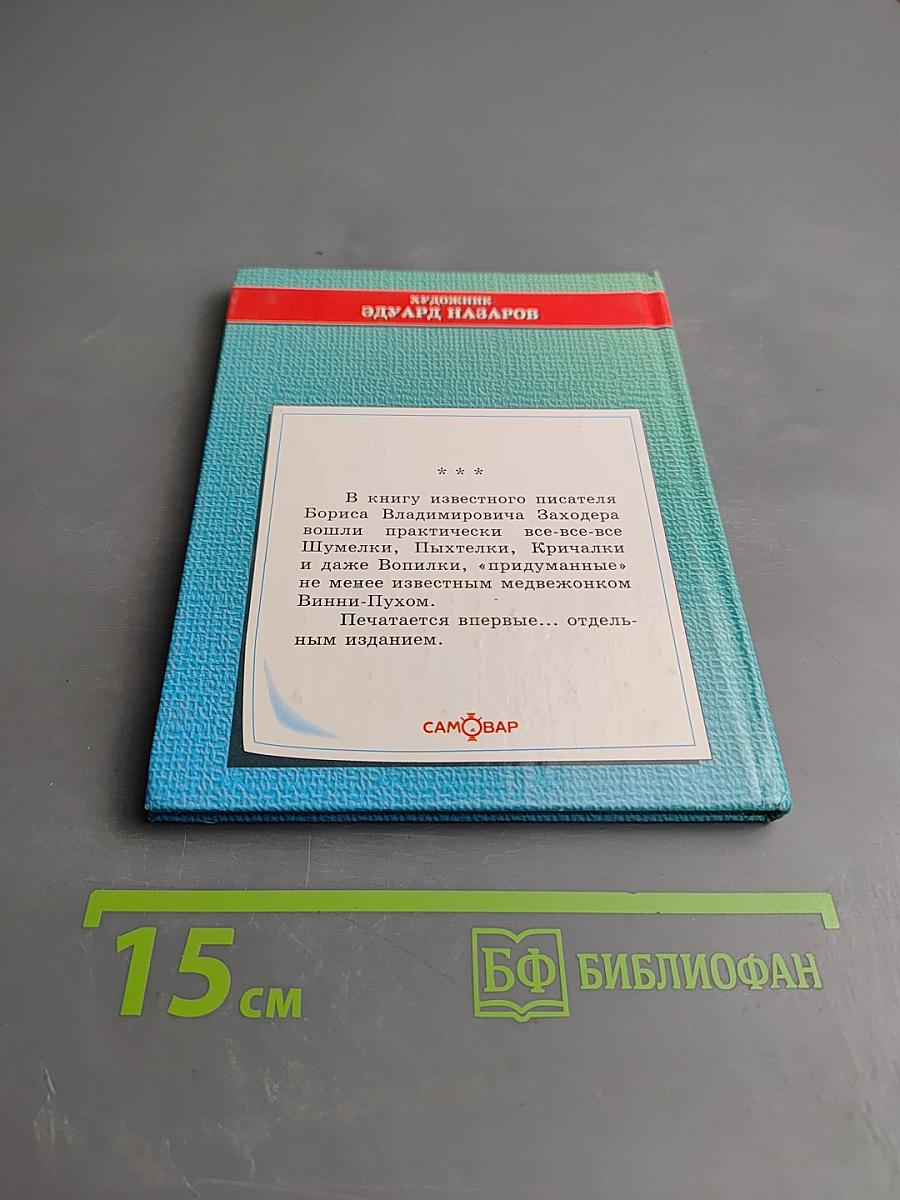 ХУДОЖНИК
ЭДУАРД НАЗАРОВ
* * *
В книгу известного писателя
Бориса Владимировича Заходера
вошли практически все-все-все
Шумелки, Пыхтелки, Кричалки
и даже Вопилки, «придуманные»
не менее известным медвежонком
Винни-Пухом.
Печатается впервые... отдель-
ным изданием.
САМОВАР
15 см
БФ БИБЛИОФАН